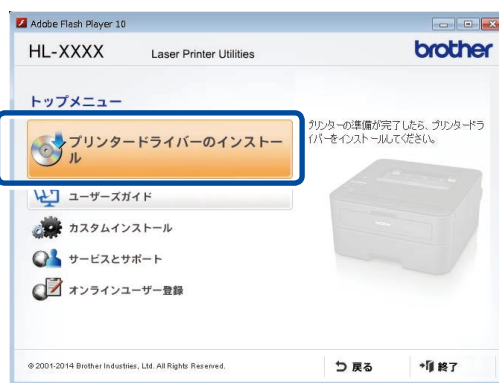 Adobe Flash Player 10
HL-XXXX
Laser Printer Utilities
brother
トップメニュー
プリンタードライバーのインストー
ル
プリンターの準備が完了したら、プリンタードラ
イバーをインストールしてください。
ユーザーズガイド
カスタムインストール
サービスとサポート
オンラインユーザー登録
© 2001-2014 Brother Industries, Ltd. All Rights Reserved.
戻る
終了